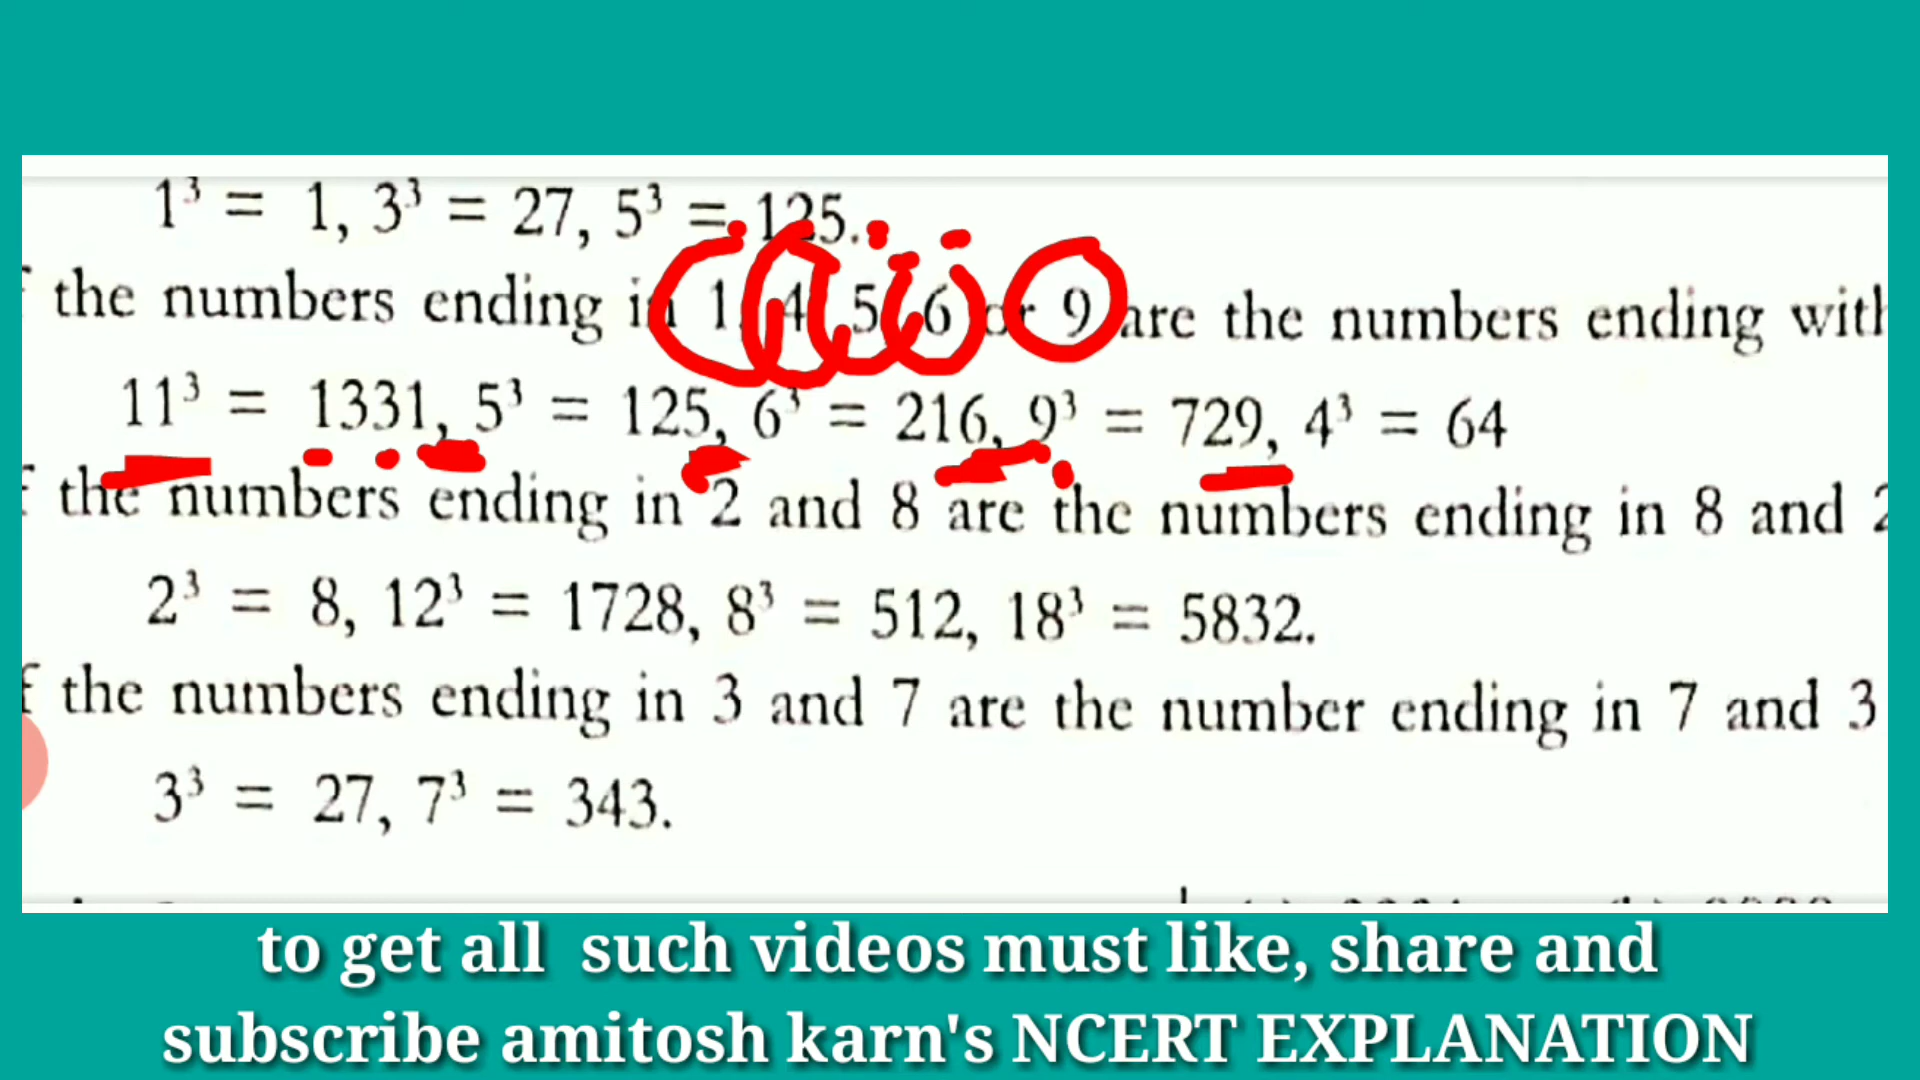 1³ = 1, 3³ = 27, 5³ = 125.
the numbers ending in 1, 4, 5, 6 or 9 are the numbers ending with
11³ = 1331, 5³ = 125, 6³ = 216, 9³ = 729, 4³ = 64
the numbers ending in 2 and 8 are the numbers ending in 8 and 2
2³ = 8, 12³ = 1728, 8³ = 512, 18³ = 5832.
f the numbers ending in 3 and 7 are the number ending in 7 and 3
3³ = 27, 7³ = 343.
to get all such videos must like, share and
subscribe amitosh karn's NCERT EXPLANATION